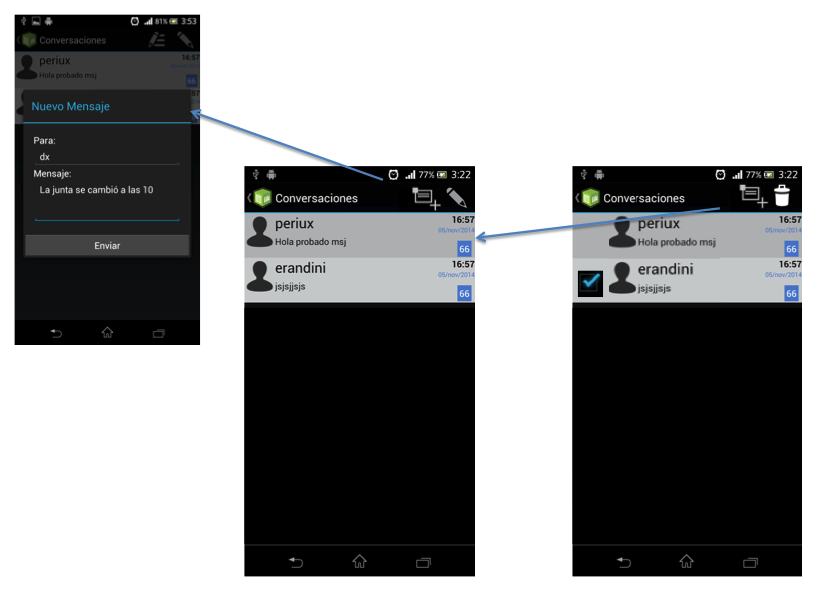 81% 3:53
Conversaciones
periux 16:57
Hola probado msj
66
Nuevo Mensaje
Para:
dx
Mensaje:
La junta se cambió a las 10
Enviar
77% 3:22
Conversaciones
periux 16:57
05/nov/2014
Hola probado msj
66
erandini 16:57
05/nov/2014
jsjsjjsjs
66
77% 3:22
Conversaciones
periux 16:57
05/nov/2014
Hola probado msj
66
erandini 16:57
05/nov/2014
jsjsjjsjs
66